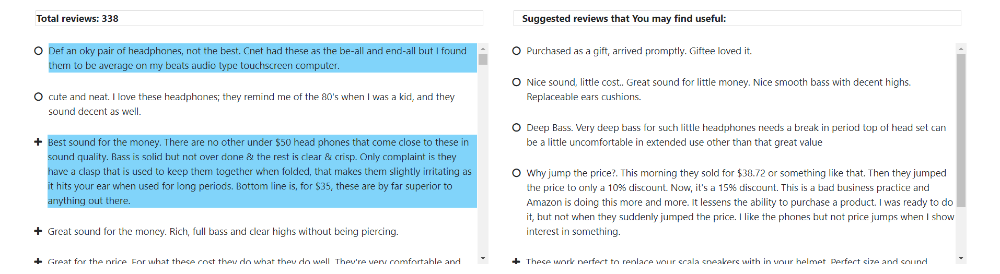 Total reviews: 338
Def an oky pair of headphones, not the best. Cnet had these as the be-all and end-all but I found
them to be average on my beats audio type touchscreen computer.
cute and neat. I love these headphones; they remind me of the 80's when I was a kid, and they
sound decent as well.
Best sound for the money. There are no other under $50 head phones that come close to these in
sound quality. Bass is solid but not over done & the rest is clear & crisp. Only complaint is they
have a clasp that is used to keep them together when folded, that makes them slightly irritating as
it hits your ear when used for long periods. Bottom line is, for $35, these are by far superior to
anything out there.
Great sound for the money. Rich, full bass and clear highs without being piercing.
Great for the price. For what these cost they do what they do well. They're very comfortable and
Suggested reviews that You may find useful:
Purchased as a gift, arrived promptly. Giftee loved it.
Nice sound, little cost.. Great sound for little money. Nice smooth bass with decent highs.
Replaceable ears cushions.
Deep Bass. Very deep bass for such little headphones needs a break in period top of head set can
be a little uncomfortable in extended use other than that great value
Why jump the price?. This morning they sold for $38.72 or something like that. Then they jumped
the price to only a 10% discount. Now, it's a 15% discount. This is a bad business practice and
Amazon is doing this more and more. It lessens the ability to purchase a product. I was ready to do
it, but not when they suddenly jumped the price. I like the phones but not price jumps when I show
interest in something.
These work perfect to replace your scala speakers with in your helmet. Perfect size and sound